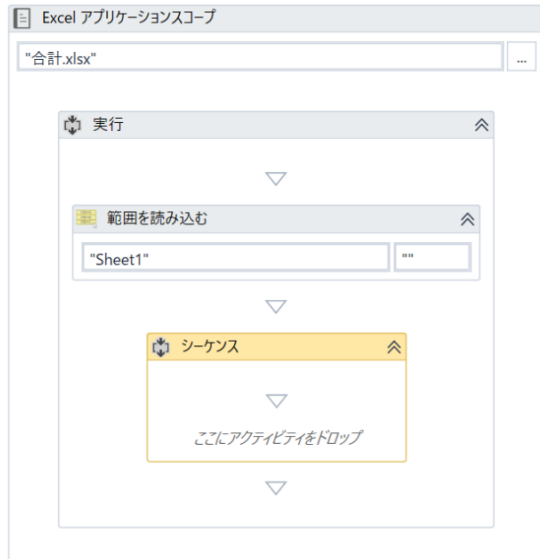 Excel アプリケーションスコープ
"合計.xlsx"
...
実行
範囲を読み込む
"Sheet1"
""
シーケンス
ここにアクティビティをドロップ